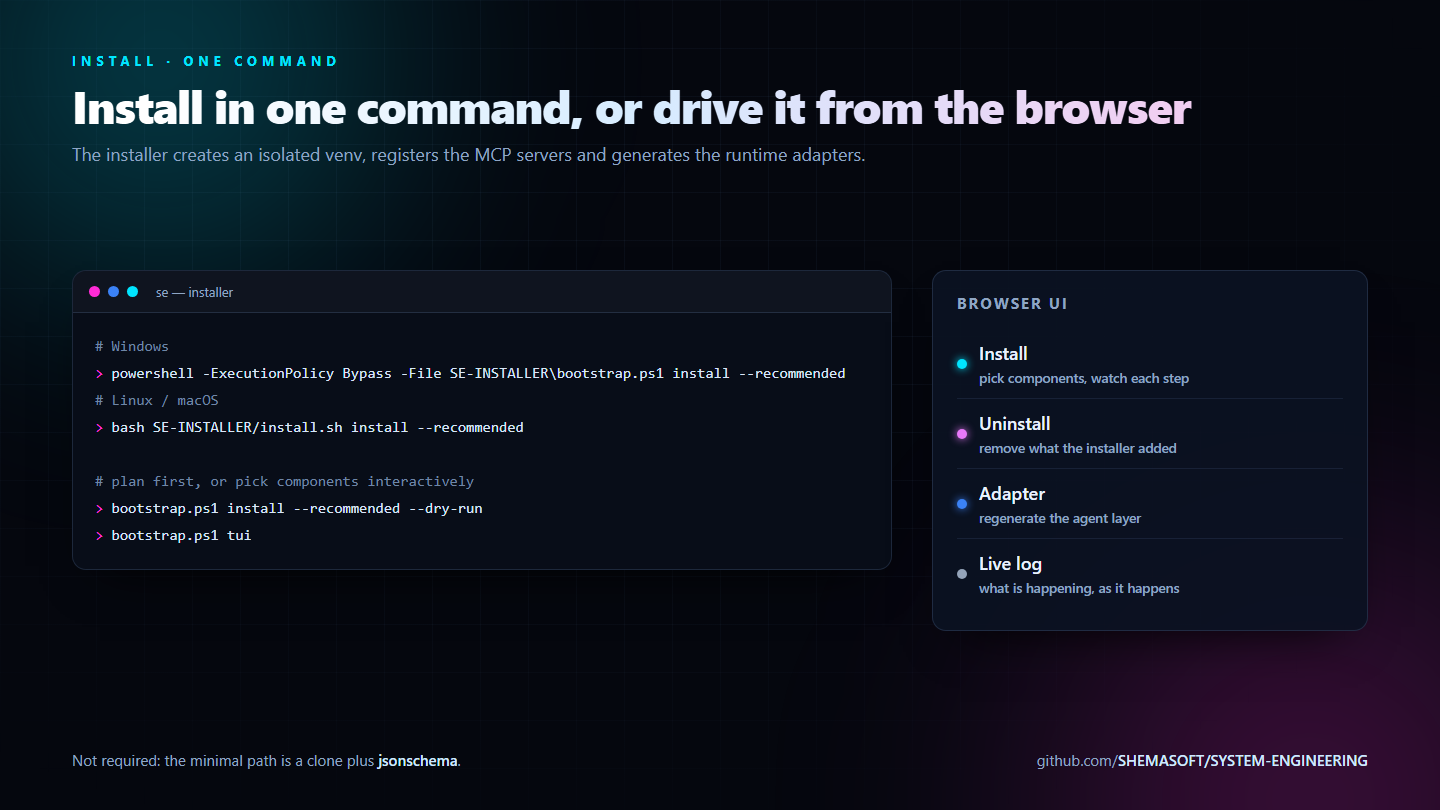 INSTALL · ONE COMMAND
Install in one command, or drive it from the browser
The installer creates an isolated venv, registers the MCP servers and generates the runtime adapters.
se — installer
# Windows
> powershell -ExecutionPolicy Bypass -File SE-INSTALLER\bootstrap.ps1 install --recommended
# Linux / macOS
> bash SE-INSTALLER/install.sh install --recommended
# plan first, or pick components interactively
> bootstrap.ps1 install --recommended --dry-run
> bootstrap.ps1 tui
BROWSER UI
Install
pick components, watch each step
Uninstall
remove what the installer added
Adapter
regenerate the agent layer
Live log
what is happening, as it happens
Not required: the minimal path is a clone plus jsonschema.
github.com/SHEMASOFT/SYSTEM-ENGINEERING